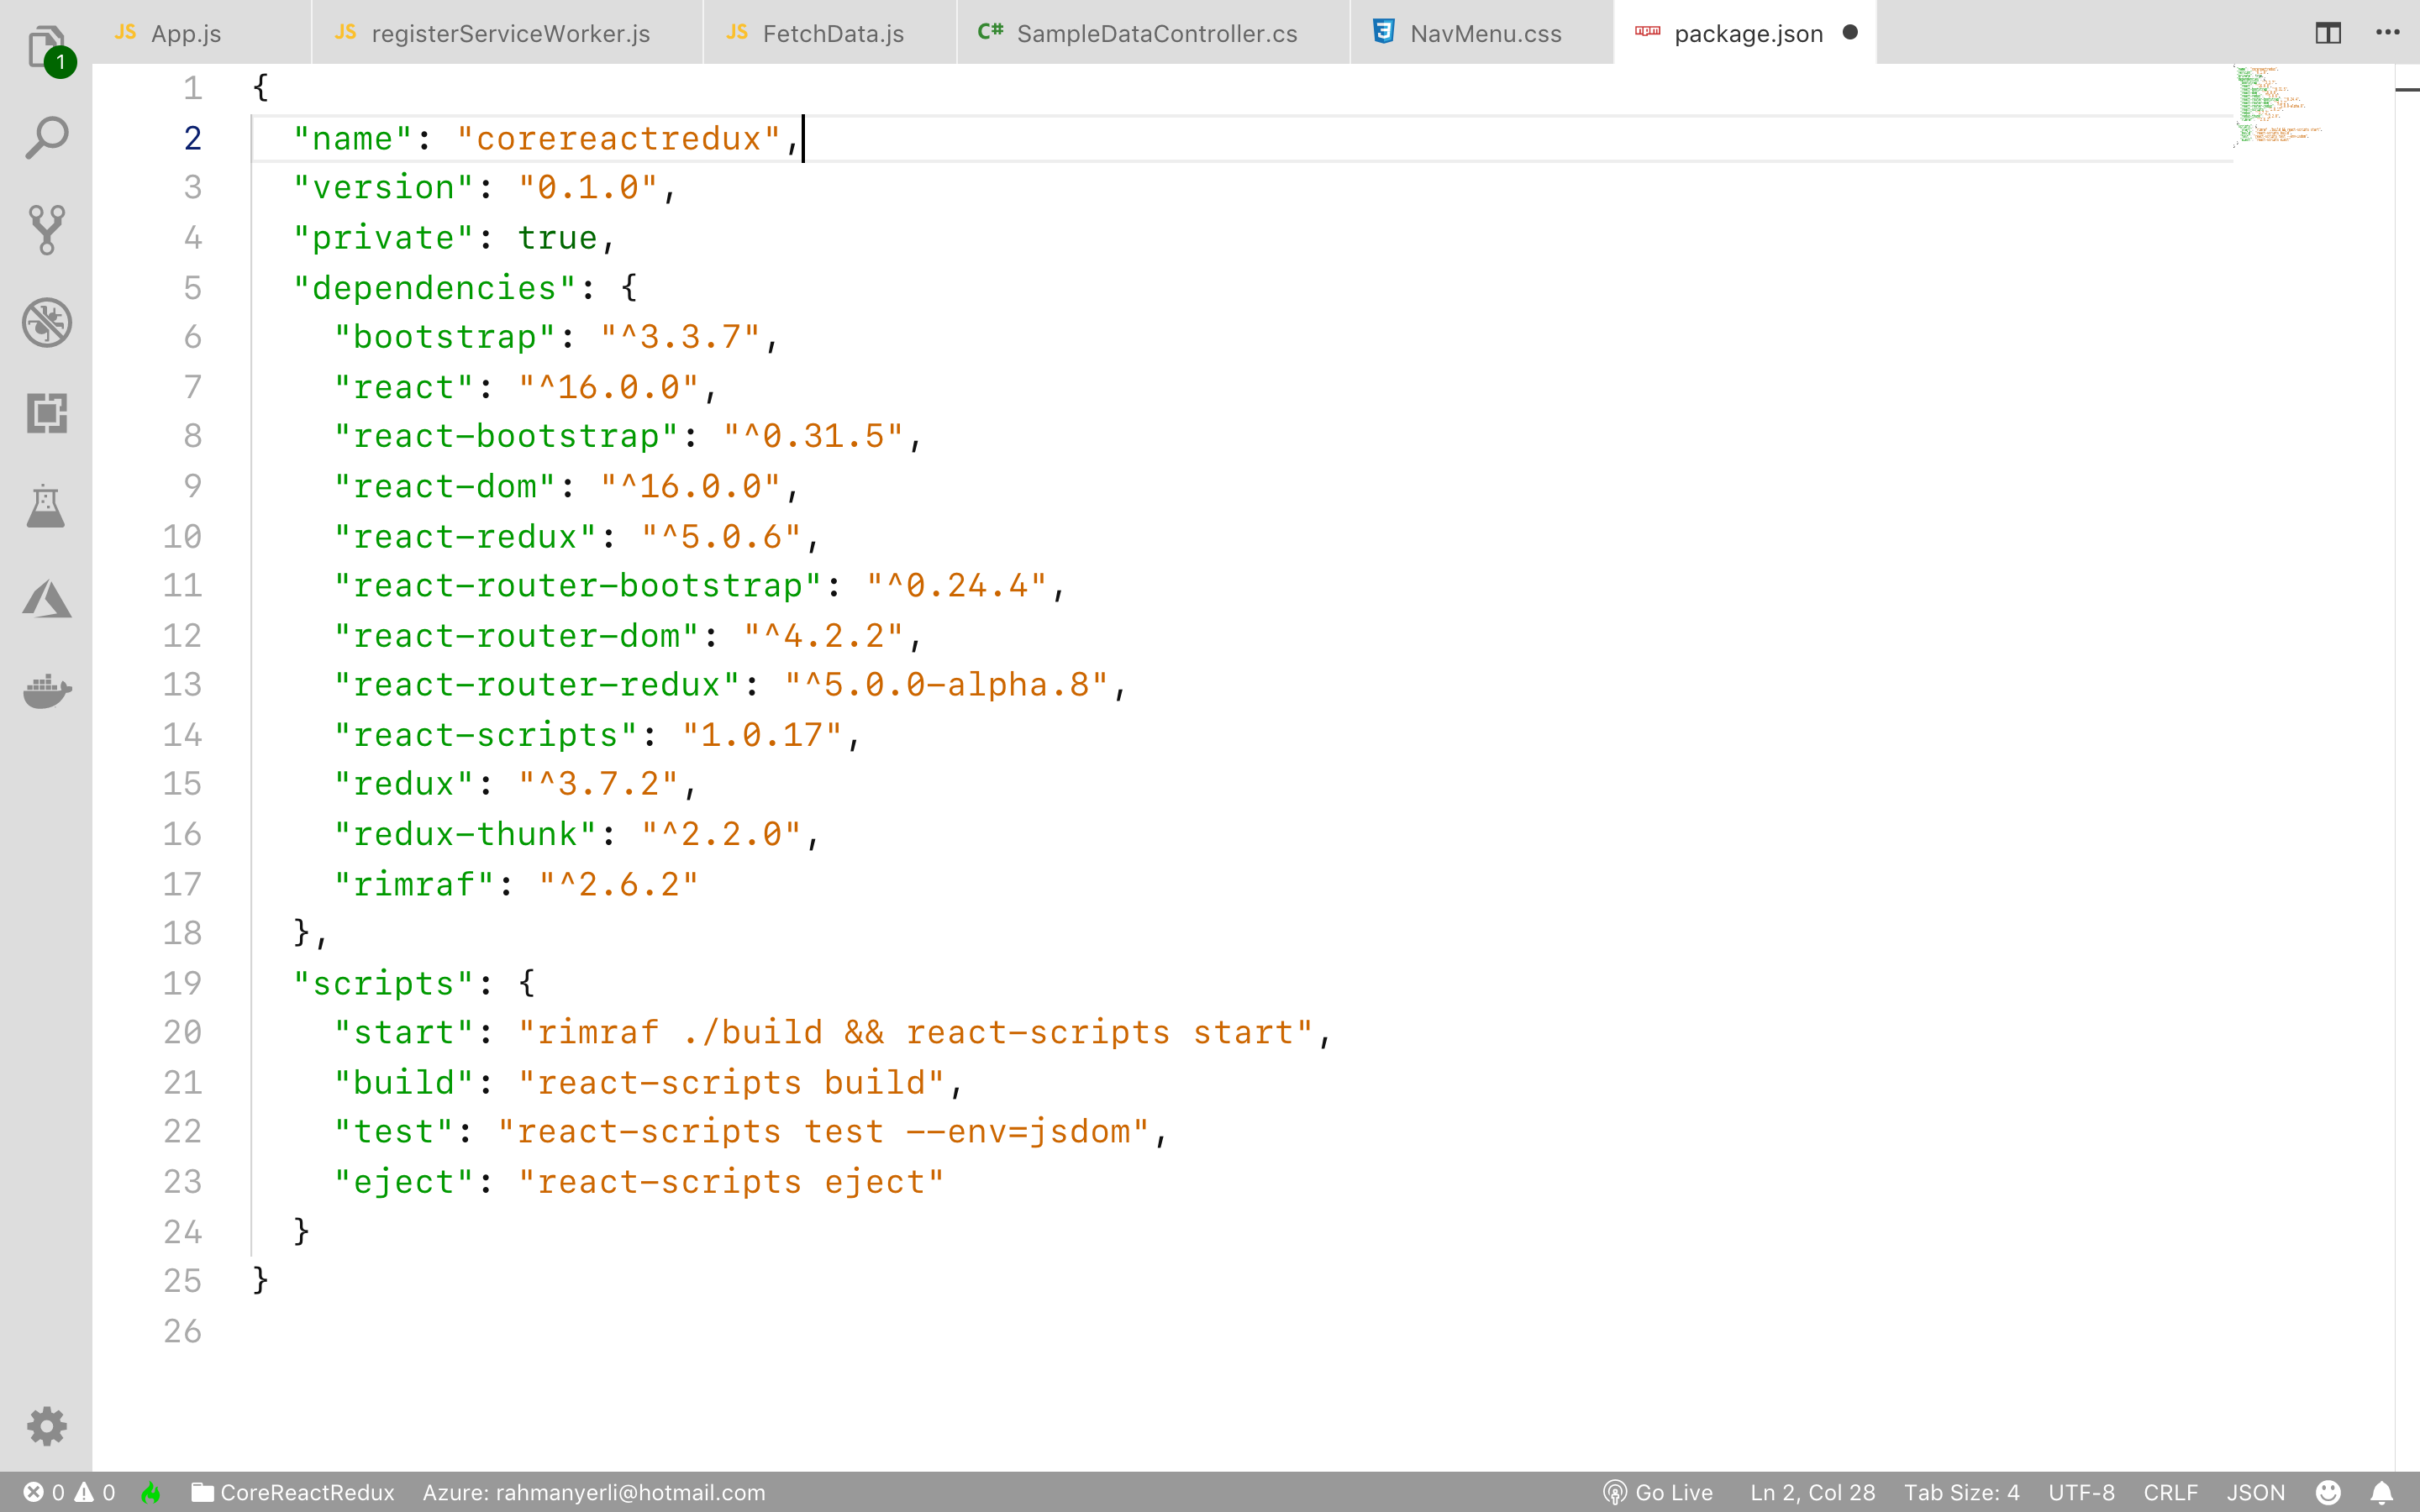 JS App.js JS registerServiceWorker.js JS FetchData.js C# SampleDataController.cs NavMenu.css npm package.json
1
1 {
2 "name": "corereactredux",
3 "version": "0.1.0",
4 "private": true,
5 "dependencies": {
6 "bootstrap": "^3.3.7",
7 "react": "^16.0.0",
8 "react-bootstrap": "^0.31.5",
9 "react-dom": "^16.0.0",
10 "react-redux": "^5.0.6",
11 "react-router-bootstrap": "^0.24.4",
12 "react-router-dom": "^4.2.2",
13 "react-router-redux": "^5.0.0-alpha.8",
14 "react-scripts": "1.0.17",
15 "redux": "^3.7.2",
16 "redux-thunk": "^2.2.0",
17 "rimraf": "^2.6.2"
18 },
19 "scripts": {
20 "start": "rimraf ./build && react-scripts start",
21 "build": "react-scripts build",
22 "test": "react-scripts test --env=jsdom",
23 "eject": "react-scripts eject"
24 }
25 }
26
0 0 CoreReactRedux Azure: rahmanyerli@hotmail.com Go Live Ln 2, Col 28 Tab Size: 4 UTF-8 CRLF JSON